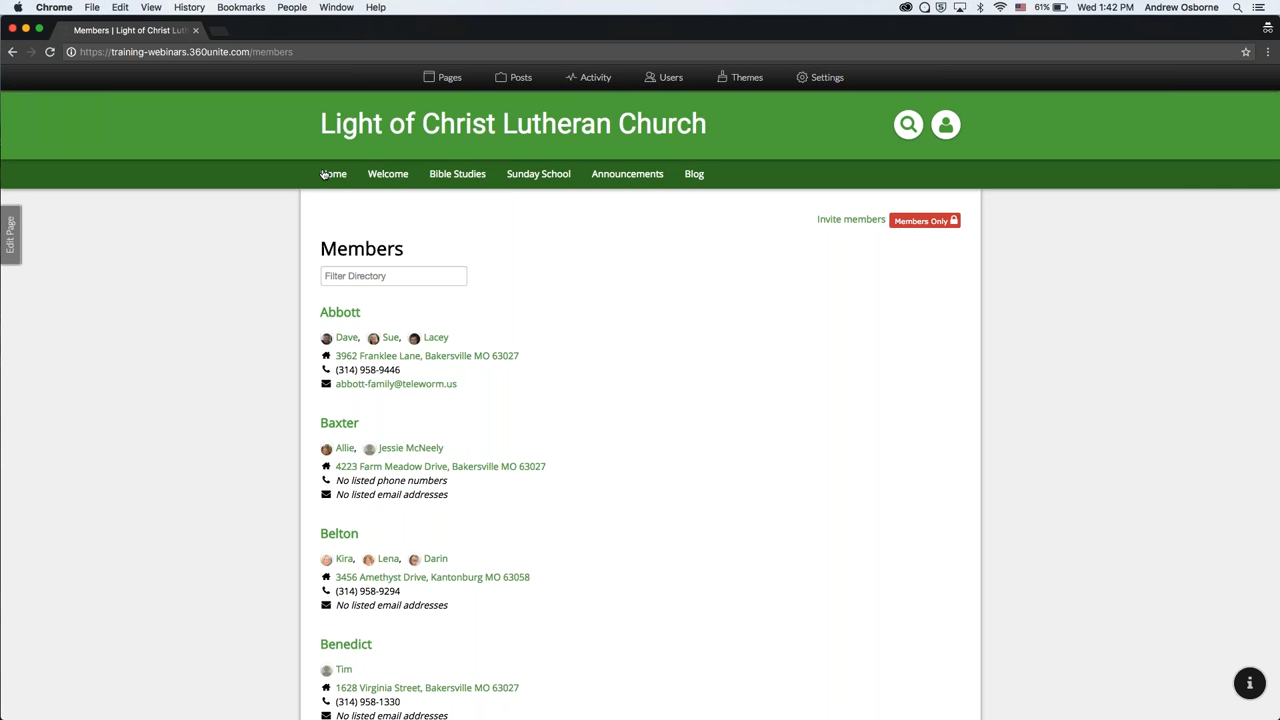 Chrome File Edit View History Bookmarks People Window Help 61% Wed 1:42 PM Andrew Osborne
Members | Light of Christ Luth
https://training-webinars.360unite.com/members
Pages Posts Activity Users Themes Settings
Light of Christ Lutheran Church
Home Welcome Bible Studies Sunday School Announcements Blog
Edit Page
Invite members Members Only
Members
Filter Directory
Abbott
Dave, Sue, Lacey
3962 Franklee Lane, Bakersville MO 63027
(314) 958-9446
abbott-family@teleworm.us
Baxter
Allie, Jessie McNeely
4223 Farm Meadow Drive, Bakersville MO 63027
No listed phone numbers
No listed email addresses
Belton
Kira, Lena, Darin
3456 Amethyst Drive, Kantonburg MO 63058
(314) 958-9294
No listed email addresses
Benedict
Tim
1628 Virginia Street, Bakersville MO 63027
(314) 958-1330
No listed email addresses